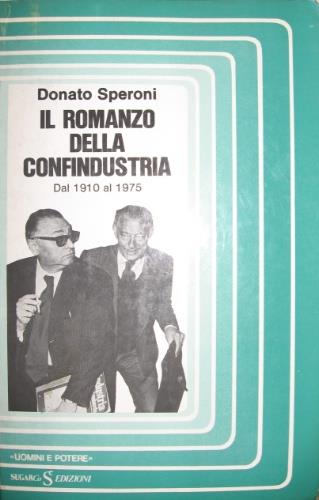 Donato Speroni
IL ROMANZO
DELLA
CONFINDUSTRIA
Dal 1910 al 1975
«UOMINI E POTERE»
SUGARCo S EDIZIONI